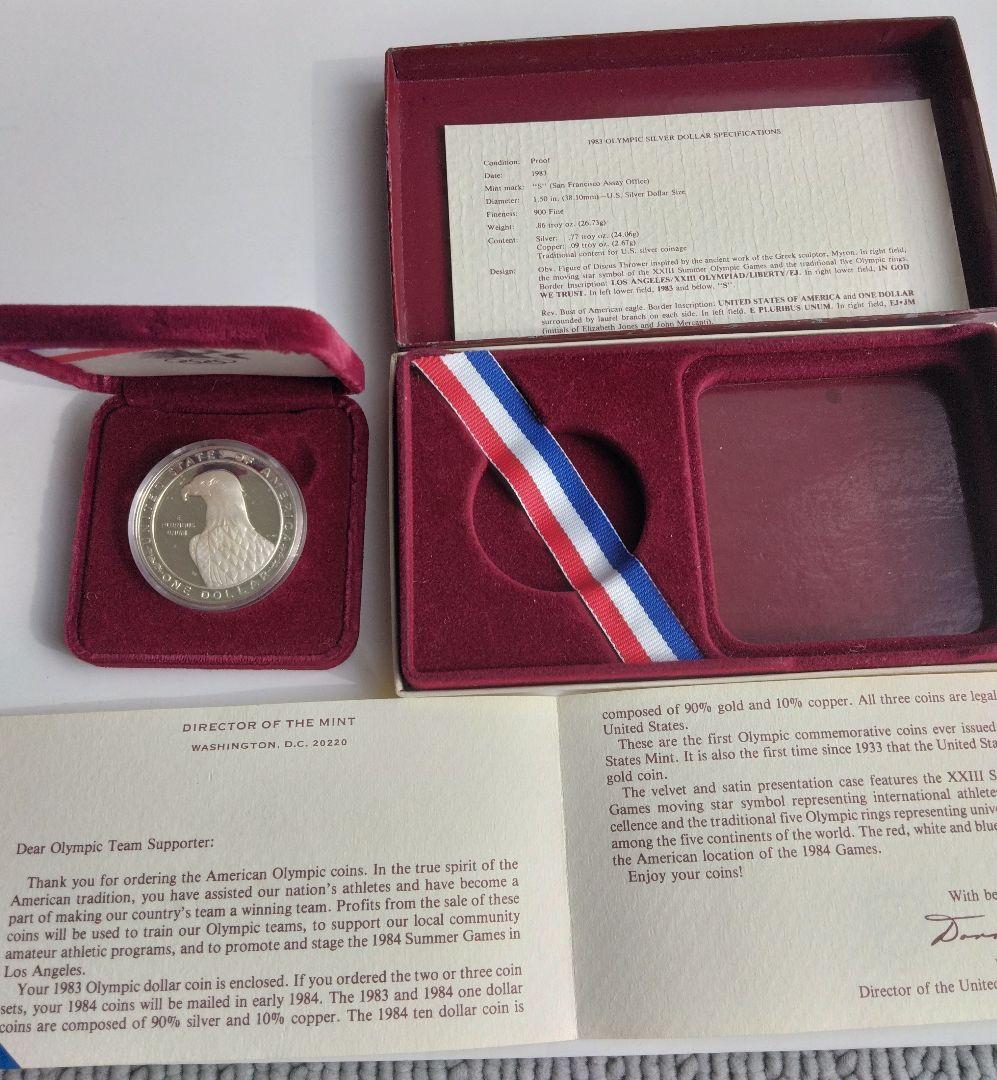 1983 OLYMPIC SILVER DOLLAR SPECIFICATIONS
Condition: Proof
Date: 1983
Mint mark: "S" (San Francisco Assay Office)
Diameter: 1.50 in. (38.10mm)—U.S. Silver Dollar Size
Fineness: 900 Fine
Weight: .86 troy oz. (26.73g)
Content: Silver: .77 troy oz. (24.06g)
Copper: .09 troy oz. (2.67g)
Traditional content for U.S. silver coinage
Design: Obv. Figure of Discus Thrower inspired by the ancient work of the Greek sculptor, Myron. In right field,
the moving star symbol of the XXIII Summer Olympic Games and the traditional five Olympic rings.
Border Inscription: LOS ANGELES/XXIII OLYMPIAD/LIBERTY/EJ. In right lower field, IN GOD
WE TRUST. In left lower field, 1983 and below, "S"
Rev. Bust of American eagle. Border Inscription: UNITED STATES OF AMERICA and ONE DOLLAR
surrounded by laurel branch on each side. In left field, E PLURIBUS UNUM. In right field, EJ•JM
(initials of Elizabeth Jones and John Mercanti).
UNITED STATES OF AMERICA
E
PLURIBUS
UNUM
ONE DOLLAR
DIRECTOR OF THE MINT
WASHINGTON, D.C. 20220
Dear Olympic Team Supporter:
Thank you for ordering the American Olympic coins. In the true spirit of the
American tradition, you have assisted our nation's athletes and have become a
part of making our country's team a winning team. Profits from the sale of these
coins will be used to train our Olympic teams, to support our local community
amateur athletic programs, and to promote and stage the 1984 Summer Games in
Los Angeles.
Your 1983 Olympic dollar coin is enclosed. If you ordered the two or three coin
sets, your 1984 coins will be mailed in early 1984. The 1983 and 1984 one dollar
coins are composed of 90% silver and 10% copper. The 1984 ten dollar coin is
composed of 90% gold and 10% copper. All three coins are legal
United States.
These are the first Olympic commemorative coins ever issued
States Mint. It is also the first time since 1933 that the United Sta
gold coin.
The velvet and satin presentation case features the XXIII S
Games moving star symbol representing international athlete
cellence and the traditional five Olympic rings representing unive
among the five continents of the world. The red, white and blue
the American location of the 1984 Games.
Enjoy your coins!
With be
Don
Director of the United